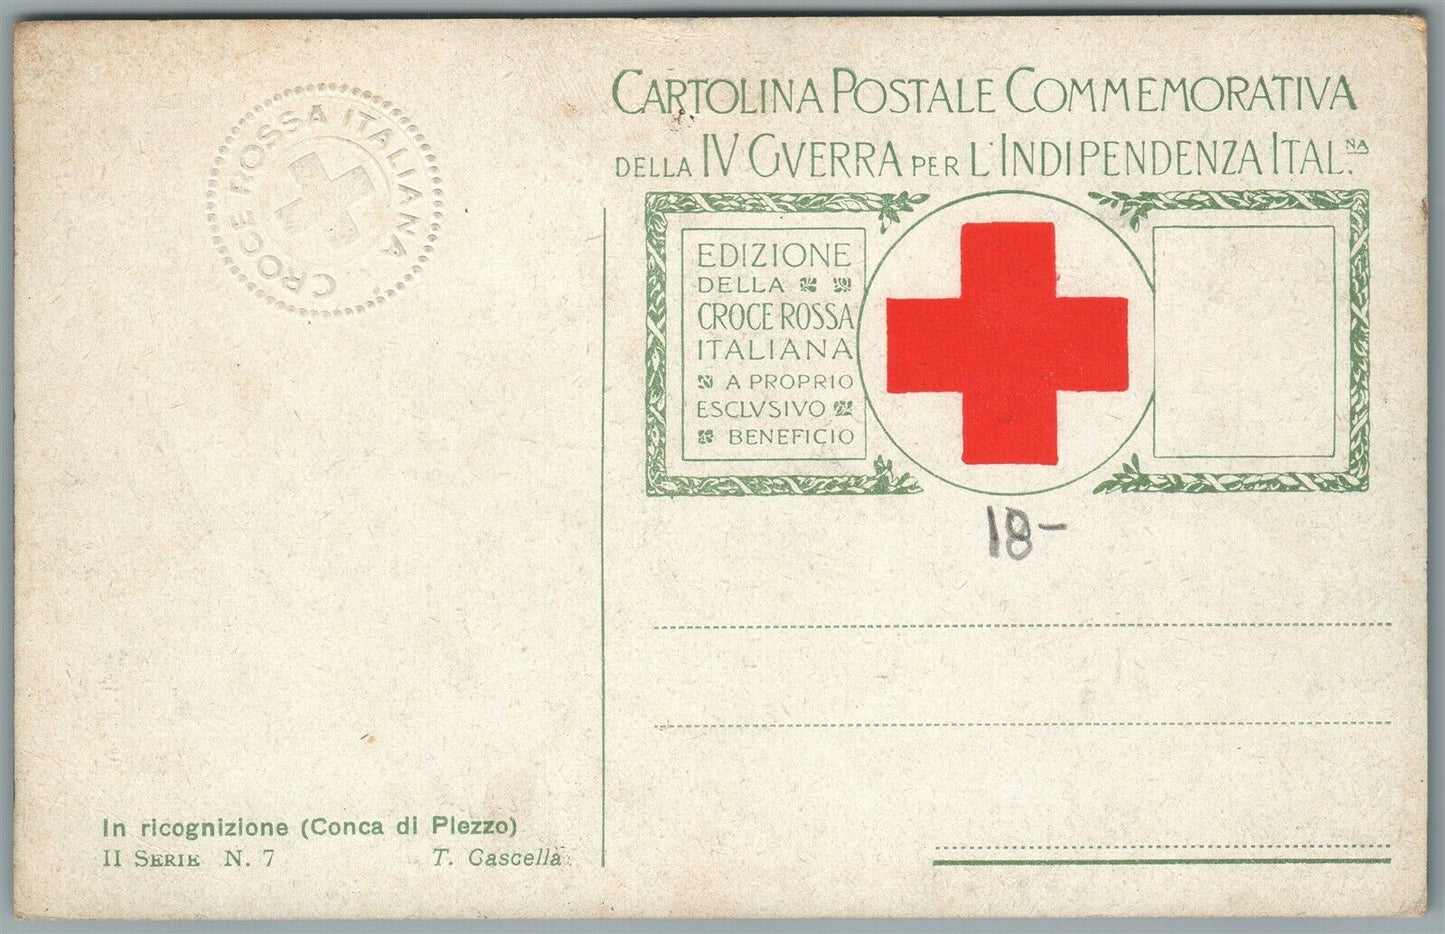 CROCE ROSSA ITALIANA
CARTOLINA POSTALE COMMEMORATIVA
DELLA IV GVERRA PER L'INDIPENDENZA ITAL.NA
EDIZIONE
DELLA
CROCE ROSSA
ITALIANA
A PROPRIO
ESCLVSIVO
BENEFICIO
18-
In ricognizione (Conca di Plezzo)
II SERIE N. 7 T. Cascella